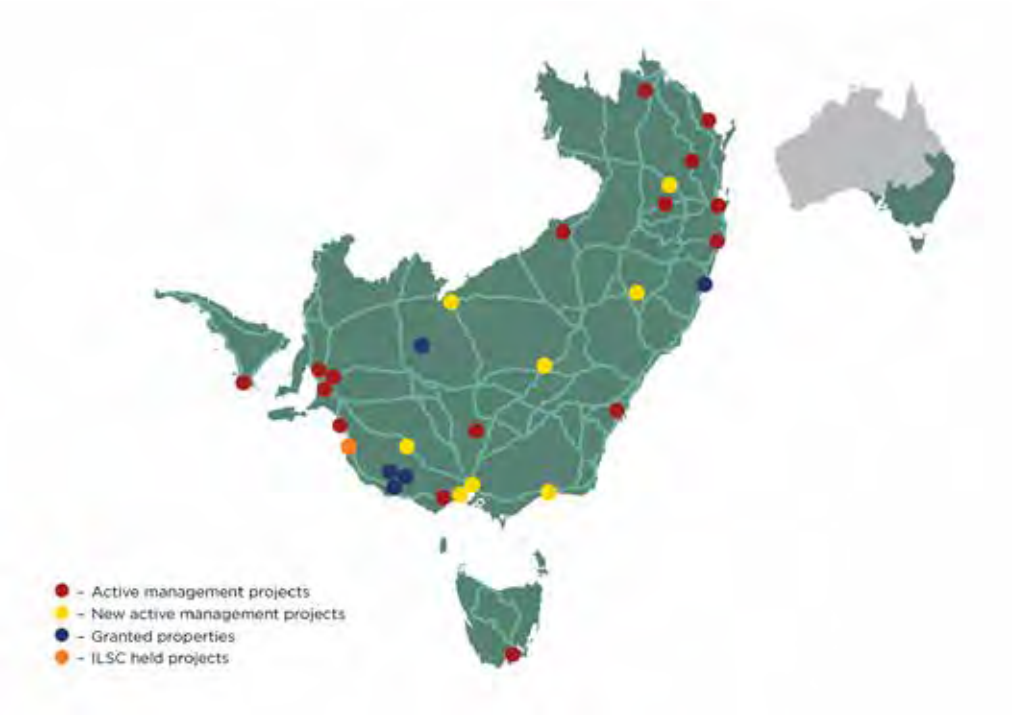 – Active management projects
– New active management projects
– Granted properties
– ILSC held projects